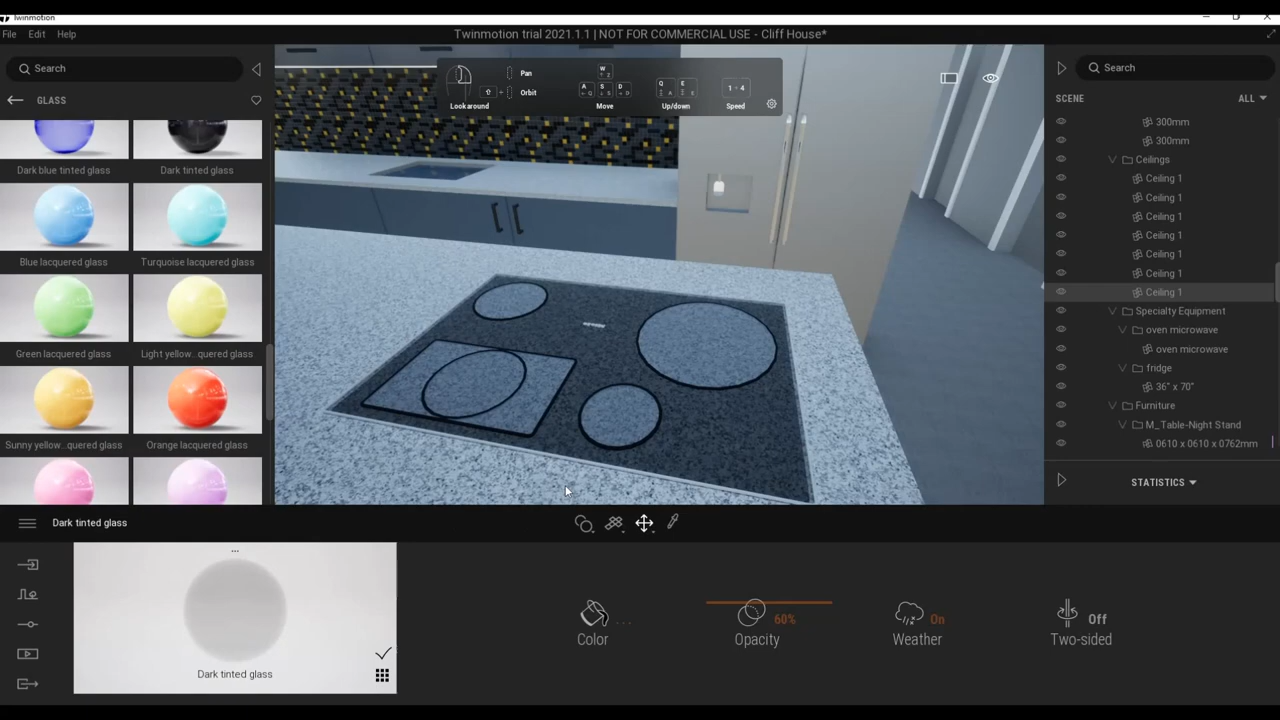 Twinmotion
File Edit Help
Twinmotion trial 2021.1.1 | NOT FOR COMMERCIAL USE - Cliff House*
Search
GLASS
Dark blue tinted glass
Dark tinted glass
Blue lacquered glass
Turquoise lacquered glass
Green lacquered glass
Light yellow...quered glass
Sunny yellow...quered glass
Orange lacquered glass
Look around
Pan
Orbit
W
A S D
Move
Q E
Up/down
1 - 4
Speed
Search
SCENE
ALL
300mm
300mm
Ceilings
Ceiling 1
Ceiling 1
Ceiling 1
Ceiling 1
Ceiling 1
Ceiling 1
Ceiling 1
Specialty Equipment
oven microwave
oven microwave
fridge
36" x 70"
Furniture
M_Table-Night Stand
0610 x 0610 x 0762mm
STATISTICS
Dark tinted glass
...
Dark tinted glass
...
Color
60%
Opacity
On
Weather
Off
Two-sided